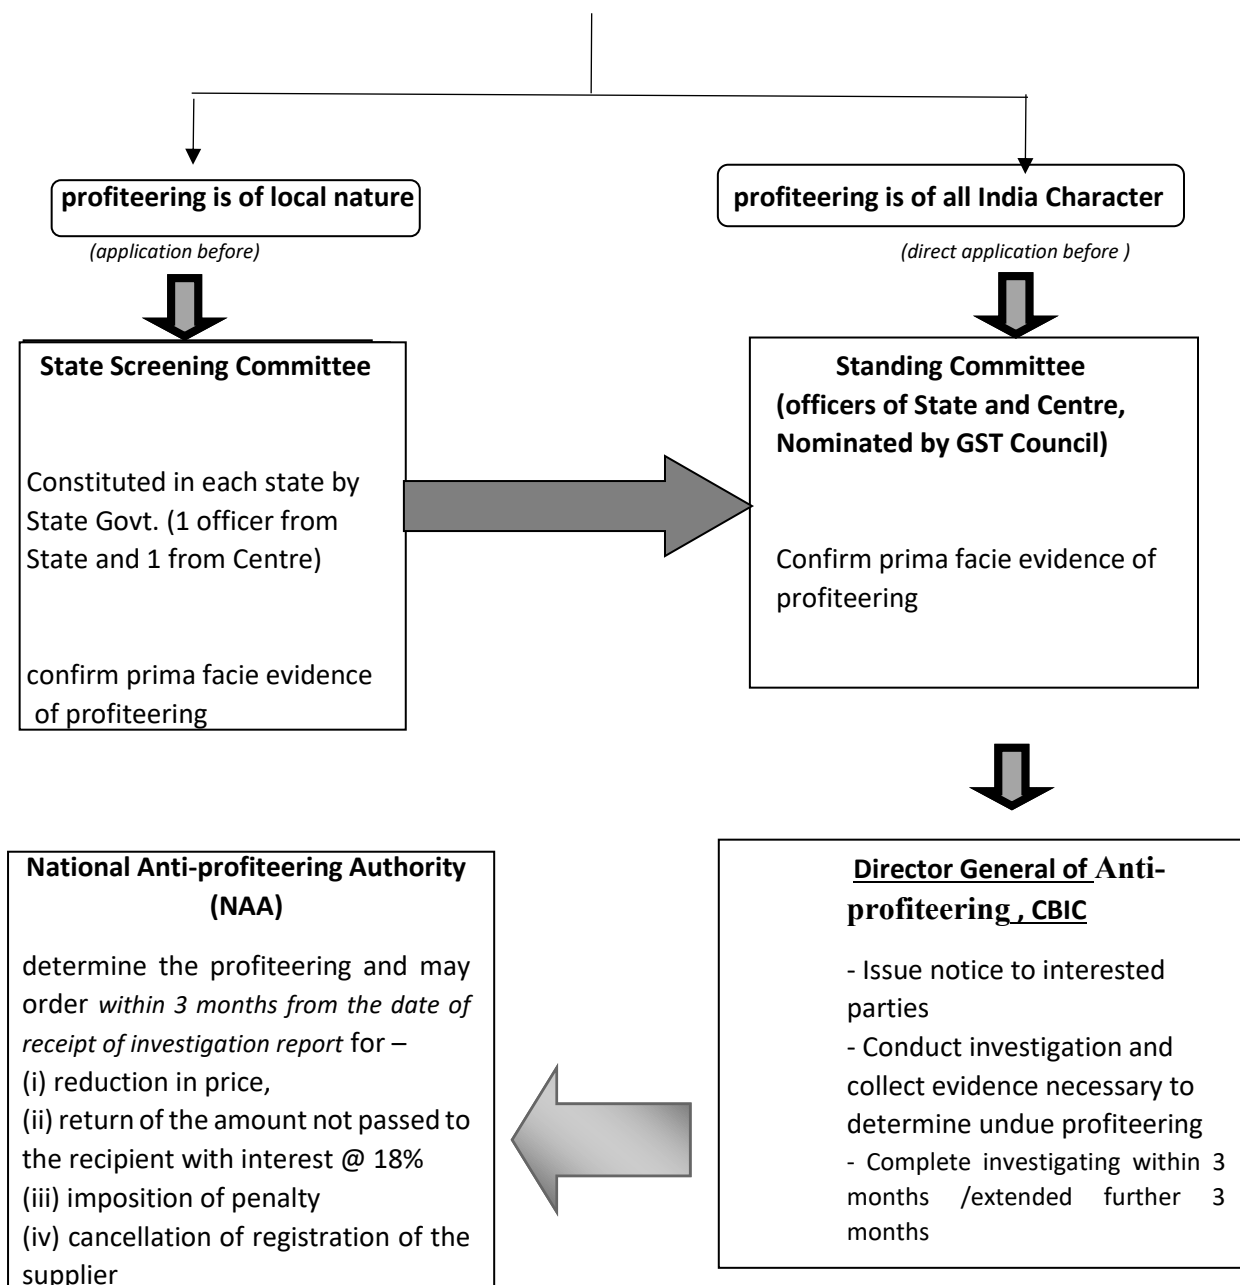 profiteering is of local nature
(application before)
profiteering is of all India Character
(direct application before )
State Screening Committee
Constituted in each state by
State Govt. (1 officer from
State and 1 from Centre)
confirm prima facie evidence
of profiteering
Standing Committee
(officers of State and Centre,
Nominated by GST Council)
Confirm prima facie evidence of
profiteering
Director General of Anti-
profiteering , CBIC
- Issue notice to interested
parties
- Conduct investigation and
collect evidence necessary to
determine undue profiteering
- Complete investigating within 3
months /extended further 3
months
National Anti-profiteering Authority
(NAA)
determine the profiteering and may
order within 3 months from the date of
receipt of investigation report for –
(i) reduction in price,
(ii) return of the amount not passed to
the recipient with interest @ 18%
(iii) imposition of penalty
(iv) cancellation of registration of the
supplier